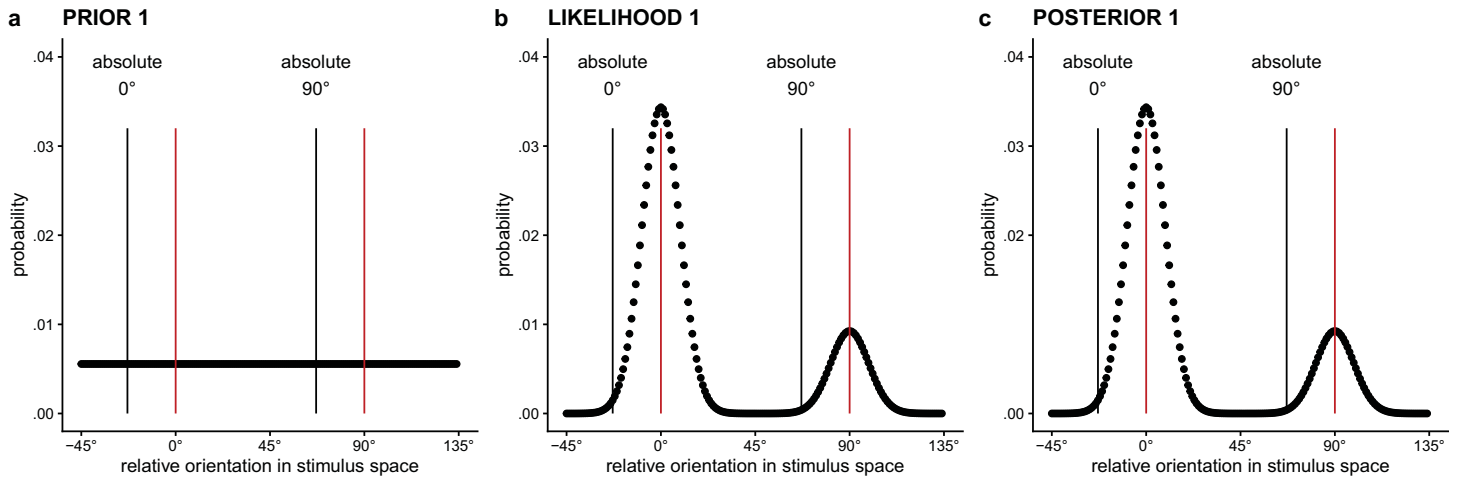 a PRIOR 1
absolute
0°
absolute
90°
.04
.03
.02
.01
.00
probability
−45° 0° 45° 90° 135°
relative orientation in stimulus space
b LIKELIHOOD 1
absolute
0°
absolute
90°
.04
.03
.02
.01
.00
probability
−45° 0° 45° 90° 135°
relative orientation in stimulus space
c POSTERIOR 1
absolute
0°
absolute
90°
.04
.03
.02
.00
probability
−45° 0° 45° 90° 135°
relative orientation in stimulus space